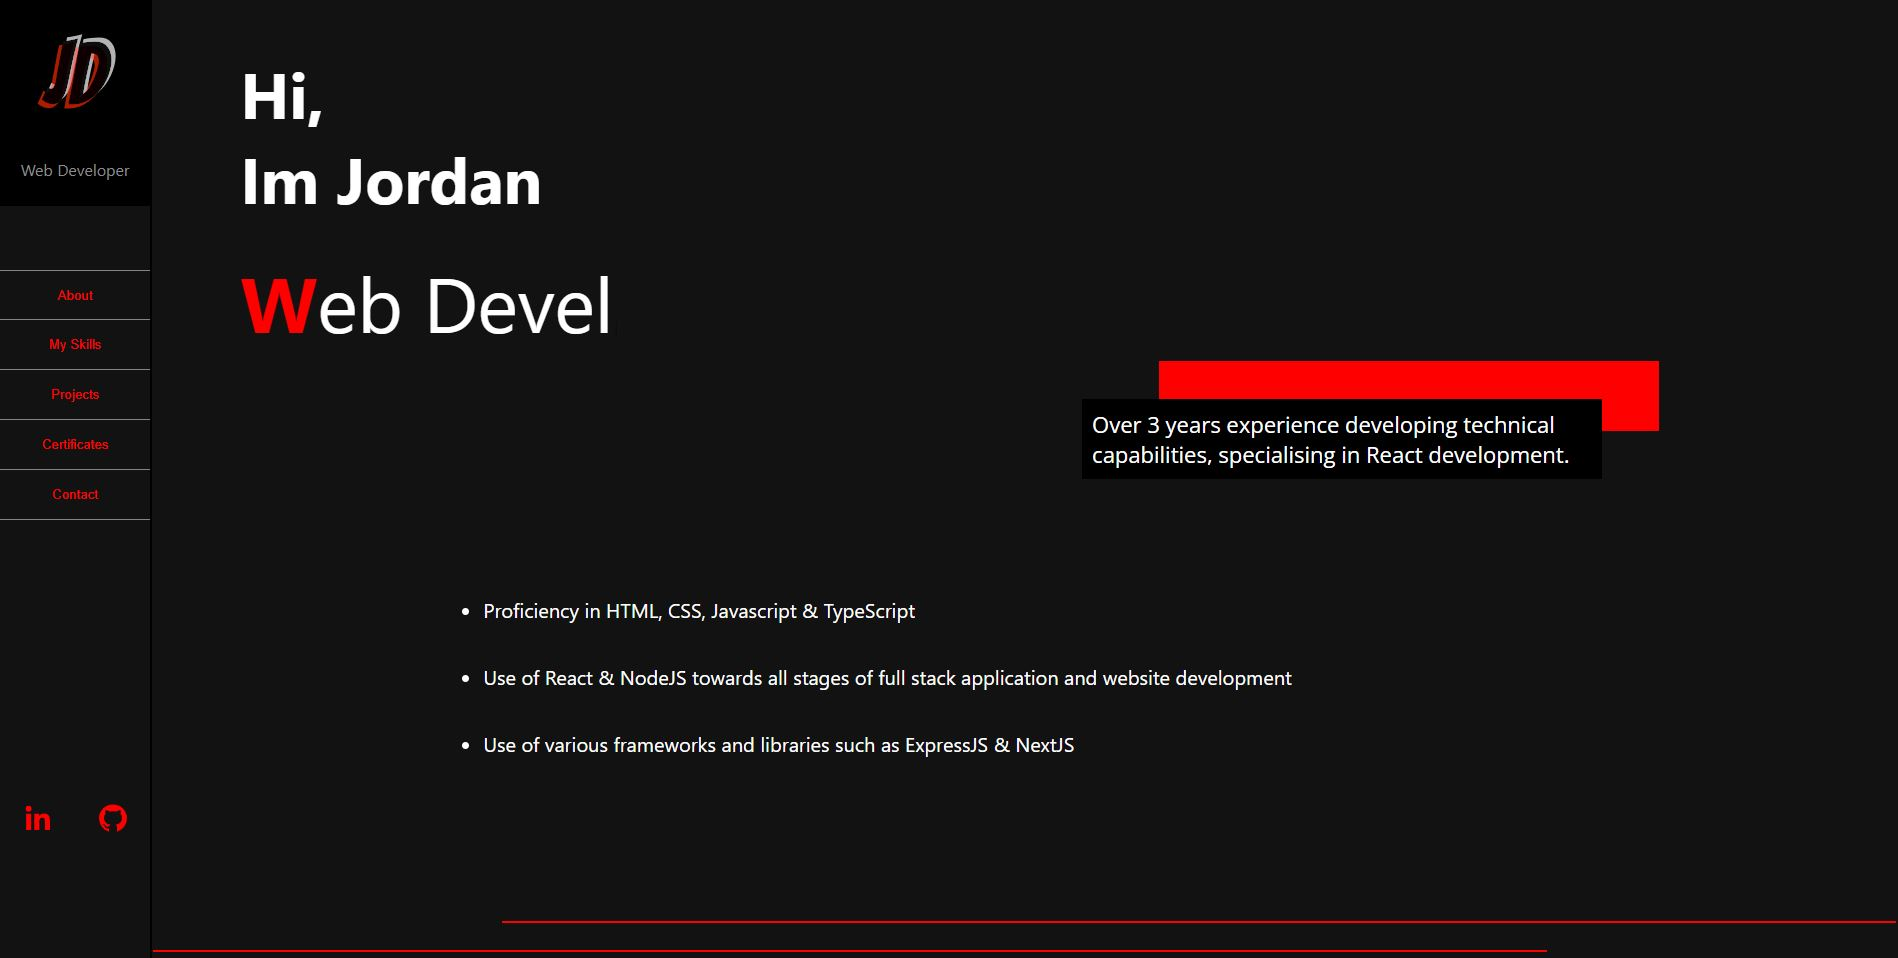 JD
Web Developer
About
My Skills
Projects
Certificates
Contact
in
Hi,
Im Jordan
Web Devel
Over 3 years experience developing technical
capabilities, specialising in React development.
• Proficiency in HTML, CSS, Javascript & TypeScript
• Use of React & NodeJS towards all stages of full stack application and website development
• Use of various frameworks and libraries such as ExpressJS & NextJS